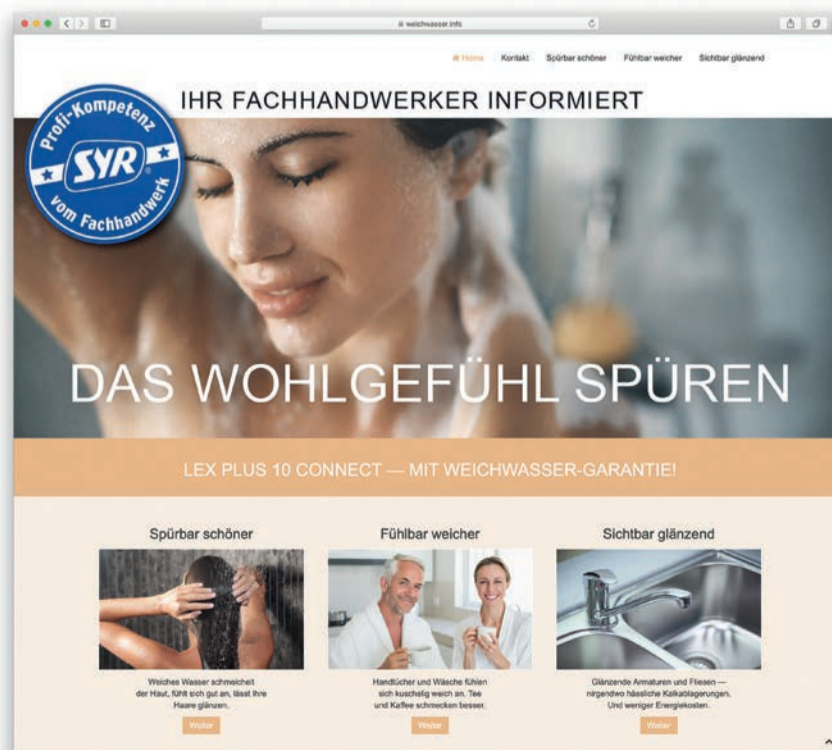 weichwasser.info
Home Kontakt Spürbar schöner Fühlbar weicher Sichtbar glänzend
IHR FACHHANDWERKER INFORMIERT
Profi-Kompetenz
SYR
vom Fachhandwerk
DAS WOHLGEFÜHL SPÜREN
LEX PLUS 10 CONNECT — MIT WEICHWASSER-GARANTIE!
Spürbar schöner
Weiches Wasser schmeichelt
der Haut, fühlt sich gut an, lässt Ihre
Haare glänzen.
Weiter
Fühlbar weicher
Handtücher und Wäsche fühlen
sich kuschelig weich an. Tee
und Kaffee schmecken besser.
Weiter
Sichtbar glänzend
Glänzende Armaturen und Fliesen —
nirgendwo hässliche Kalkablagerungen.
Und weniger Energiekosten.
Weiter